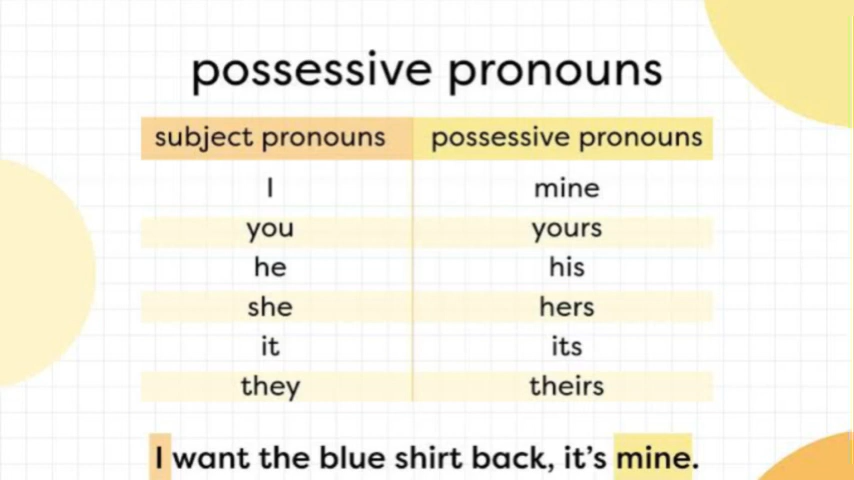 possessive pronouns
subject pronouns possessive pronouns
I mine
you yours
he his
she hers
it its
they theirs
I want the blue shirt back, it's mine.